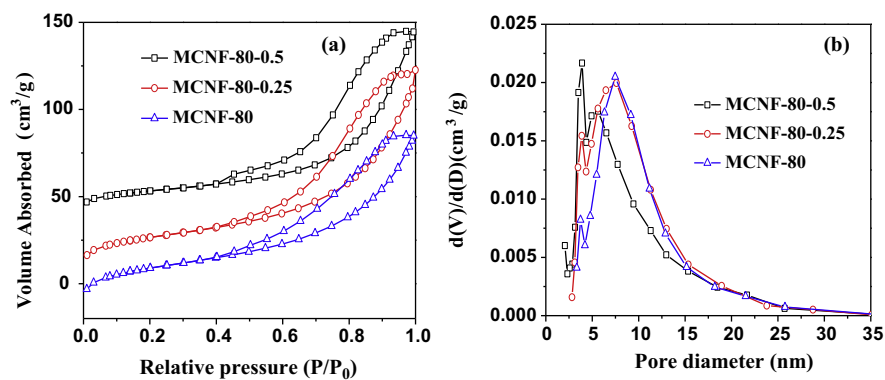 (a)
MCNF-80-0.5
MCNF-80-0.25
MCNF-80
Volume Absorbed (cm³/g)
150
100
50
0
0.0 0.2 0.4 0.6 0.8 1.0
Relative pressure (P/P₀)
(b)
MCNF-80-0.5
MCNF-80-0.25
MCNF-80
d(V)/d(D)(cm³/g)
0.025
0.020
0.015
0.010
0.005
0.000
0 5 10 15 20 25 30 35
Pore diameter (nm)